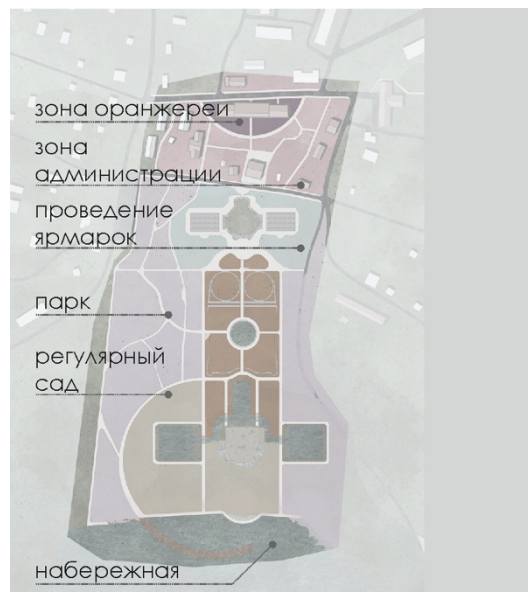 зона оранжереи
зона
администрации
проведение
ярмарок
парк
регулярный
сад
набережная